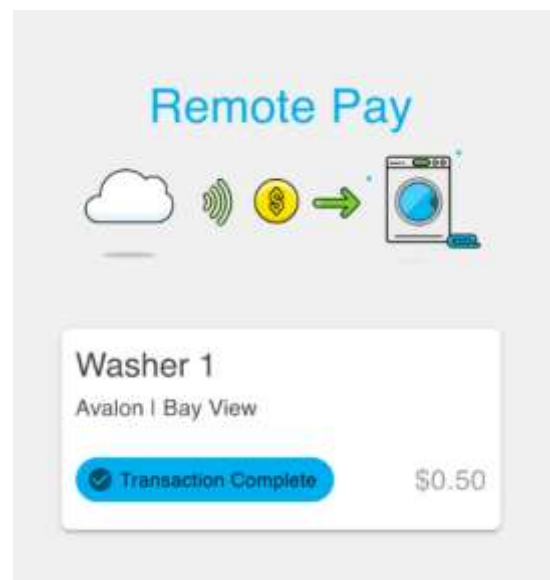 Remote Pay
Washer 1
Avalon | Bay View
Transaction Complete
$0.50